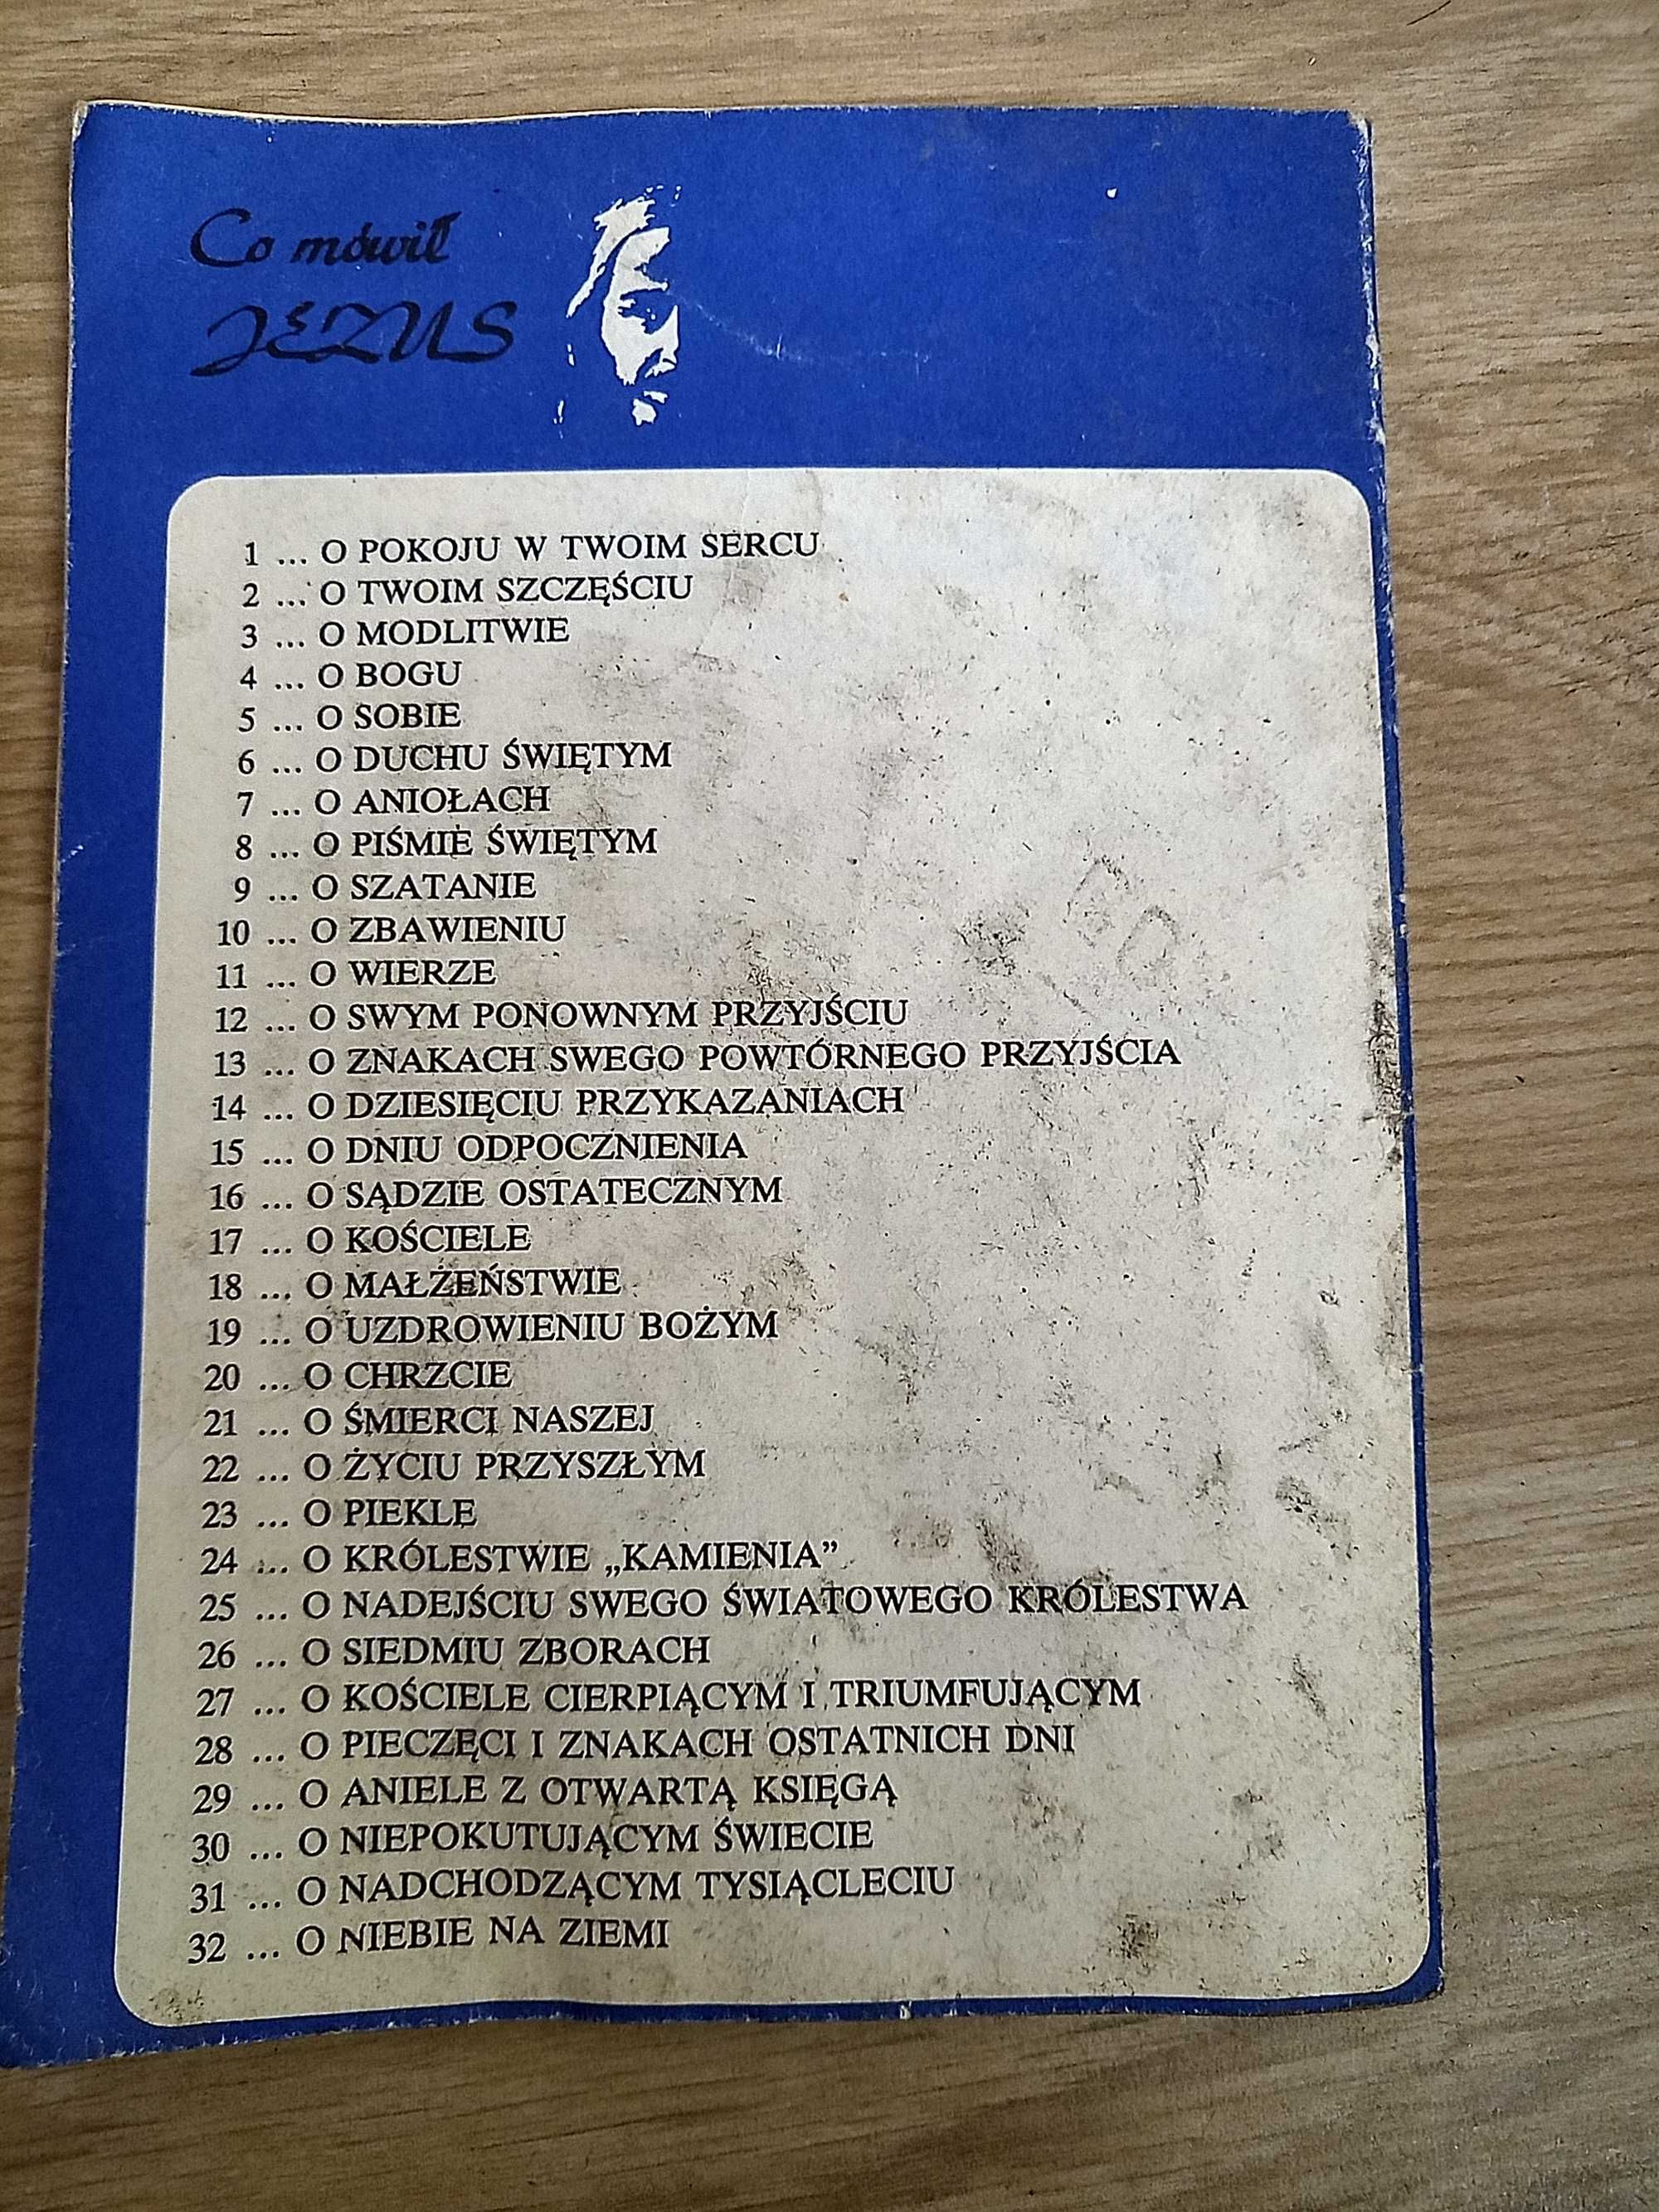 Co mówił
JEZUS
1 ... O POKOJU W TWOIM SERCU
2 ... O TWOIM SZCZĘŚCIU
3 ... O MODLITWIE
4 ... O BOGU
5 ... O SOBIE
6 ... O DUCHU ŚWIĘTYM
7 ... O ANIOŁACH
8 ... O PIŚMIE ŚWIĘTYM
9 ... O SZATANIE
10 ... O ZBAWIENIU
11 ... O WIERZE
12 ... O SWYM PONOWNYM PRZYJŚCIU
13 ... O ZNAKACH SWEGO POWTÓRNEGO PRZYJŚCIA
14 ... O DZIESIĘCIU PRZYKAZANIACH
15 ... O DNIU ODPOCZNIENIA
16 ... O SĄDZIE OSTATECZNYM
17 ... O KOŚCIELE
18 ... O MAŁŻEŃSTWIE
19 ... O UZDROWIENIU BOŻYM
20 ... O CHRZCIE
21 ... O ŚMIERCI NASZEJ
22 ... O ŻYCIU PRZYSZŁYM
23 ... O PIEKLE
24 ... O KRÓLESTWIE „KAMIENIA”
25 ... O NADEJŚCIU SWEGO ŚWIATOWEGO KRÓLESTWA
26 ... O SIEDMIU ZBORACH
27 ... O KOŚCIELE CIERPIĄCYM I TRIUMFUJĄCYM
28 ... O PIECZĘCI I ZNAKACH OSTATNICH DNI
29 ... O ANIELE Z OTWARTĄ KSIĘGĄ
30 ... O NIEPOKUTUJĄCYM ŚWIECIE
31 ... O NADCHODZĄCYM TYSIĄCLECIU
32 ... O NIEBIE NA ZIEMI